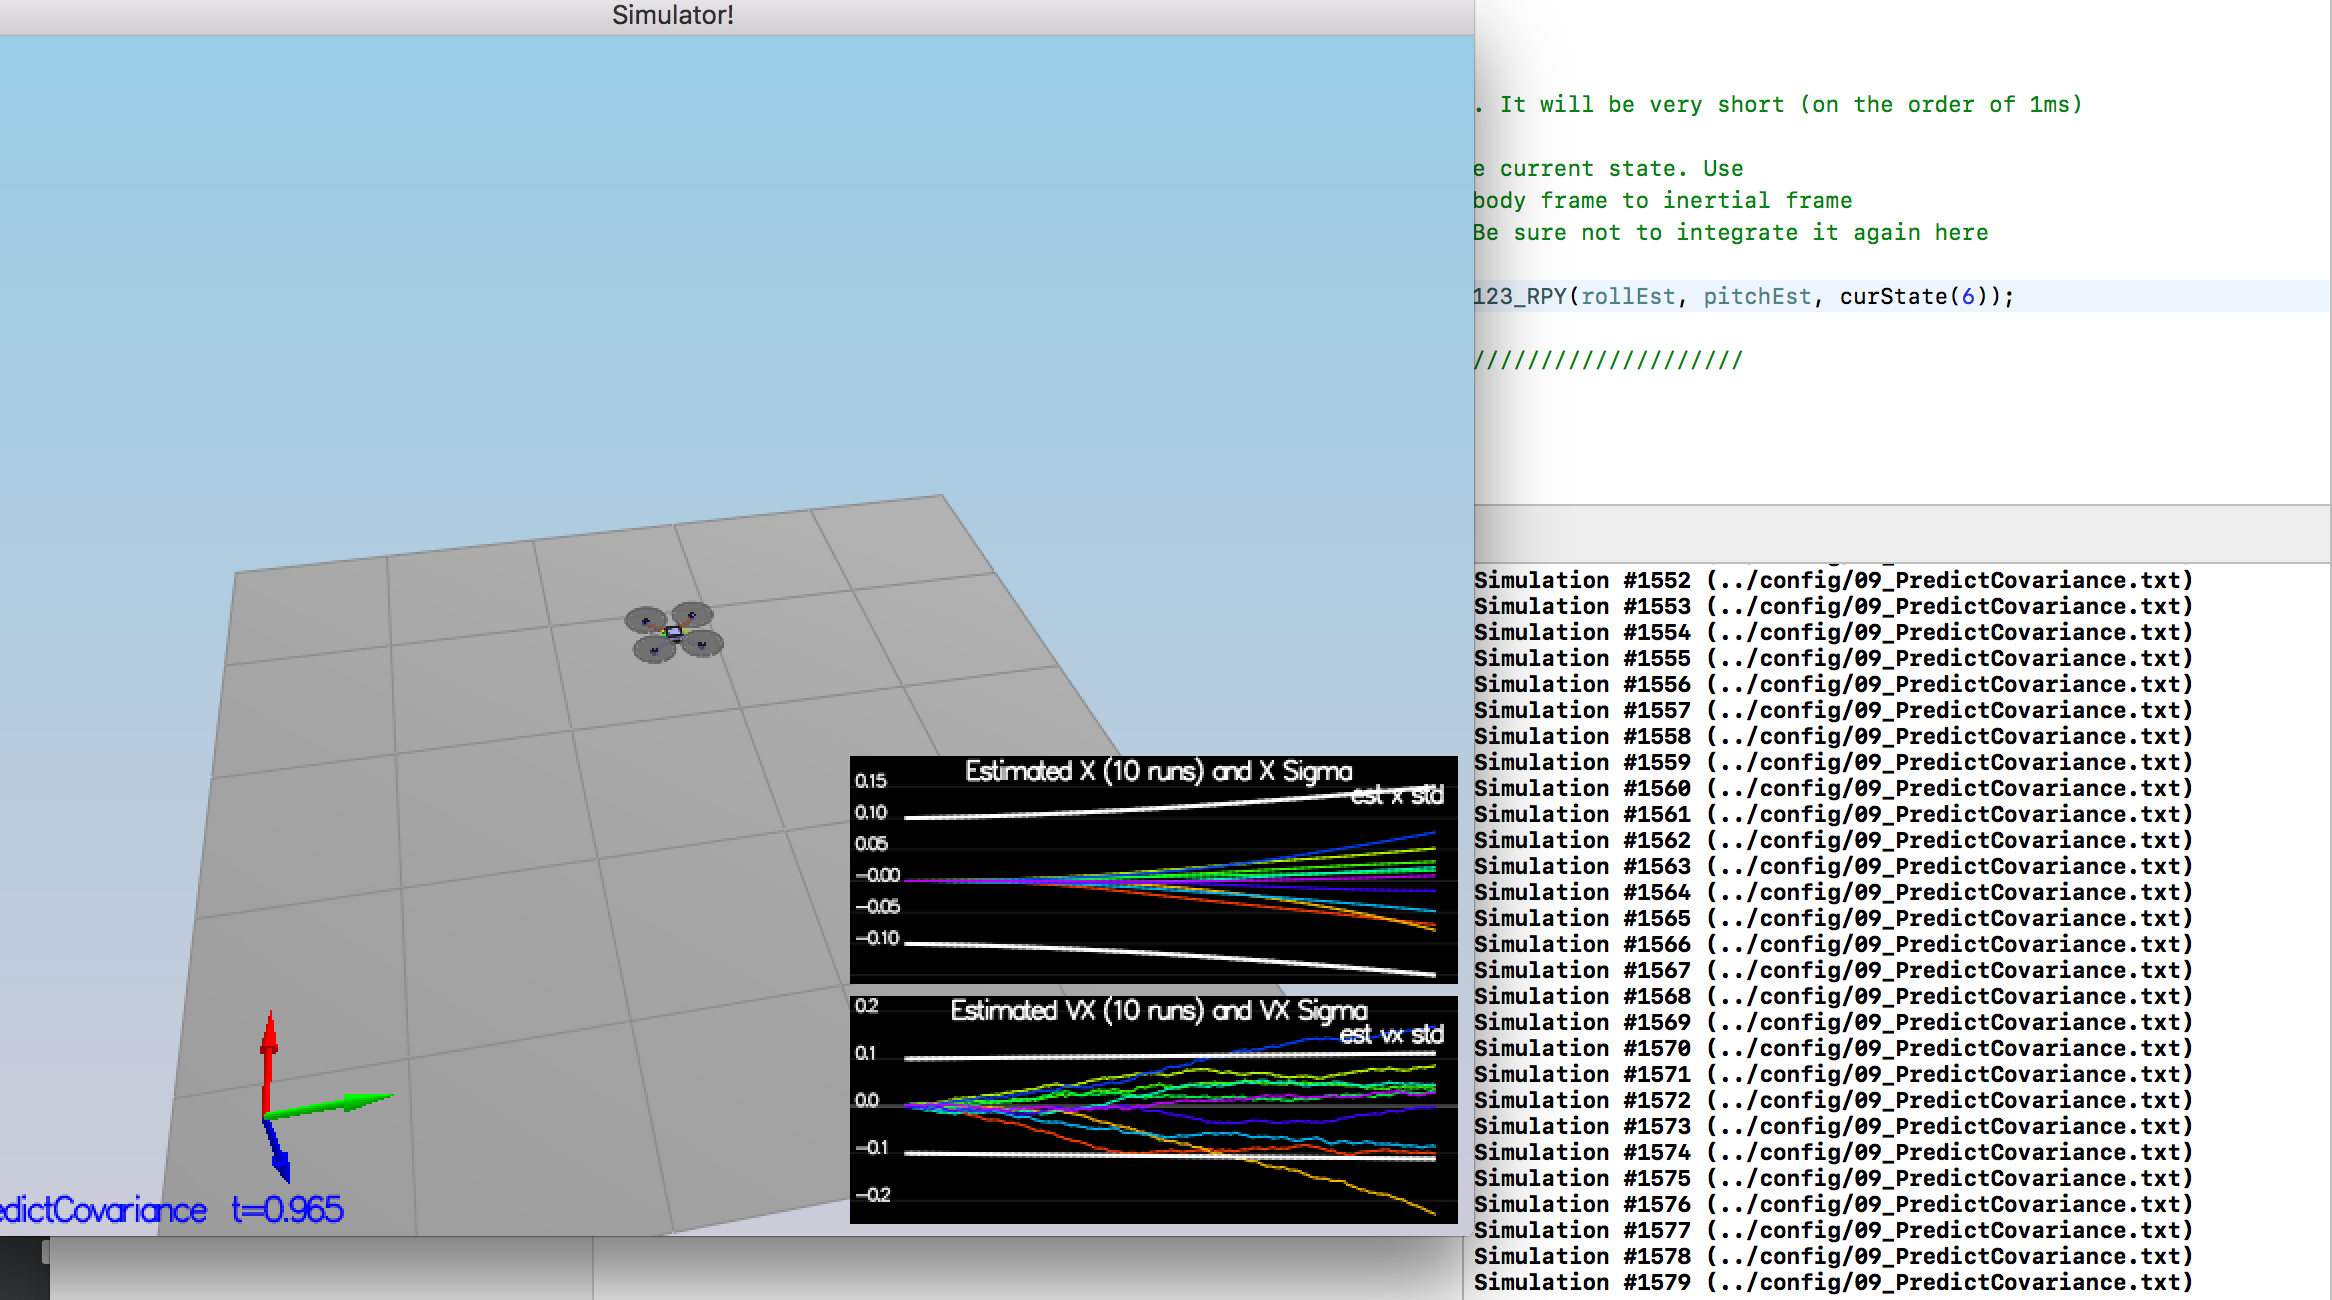 Simulator!
. It will be very short (on the order of 1ms)
e current state. Use
body frame to inertial frame
Be sure not to integrate it again here
123_RPY(rollEst, pitchEst, curState(6));
////////////////////
Simulation #1552 (../config/09_PredictCovariance.txt)
Simulation #1553 (../config/09_PredictCovariance.txt)
Simulation #1554 (../config/09_PredictCovariance.txt)
Simulation #1555 (../config/09_PredictCovariance.txt)
Simulation #1556 (../config/09_PredictCovariance.txt)
Simulation #1557 (../config/09_PredictCovariance.txt)
Simulation #1558 (../config/09_PredictCovariance.txt)
Simulation #1559 (../config/09_PredictCovariance.txt)
Simulation #1560 (../config/09_PredictCovariance.txt)
Simulation #1561 (../config/09_PredictCovariance.txt)
Simulation #1562 (../config/09_PredictCovariance.txt)
Simulation #1563 (../config/09_PredictCovariance.txt)
Simulation #1564 (../config/09_PredictCovariance.txt)
Simulation #1565 (../config/09_PredictCovariance.txt)
Simulation #1566 (../config/09_PredictCovariance.txt)
Simulation #1567 (../config/09_PredictCovariance.txt)
Simulation #1568 (../config/09_PredictCovariance.txt)
Simulation #1569 (../config/09_PredictCovariance.txt)
Simulation #1570 (../config/09_PredictCovariance.txt)
Simulation #1571 (../config/09_PredictCovariance.txt)
Simulation #1572 (../config/09_PredictCovariance.txt)
Simulation #1573 (../config/09_PredictCovariance.txt)
Simulation #1574 (../config/09_PredictCovariance.txt)
Simulation #1575 (../config/09_PredictCovariance.txt)
Simulation #1576 (../config/09_PredictCovariance.txt)
Simulation #1577 (../config/09_PredictCovariance.txt)
Simulation #1578 (../config/09_PredictCovariance.txt)
Simulation #1579 (../config/09_PredictCovariance.txt)
Estimated X (10 runs) and X Sigma
est x std
0.15
0.10
0.05
-0.00
-0.05
-0.10
Estimated VX (10 runs) and VX Sigma
est vx std
0.2
0.1
0.0
-0.1
-0.2
edictCovariance t=0.965